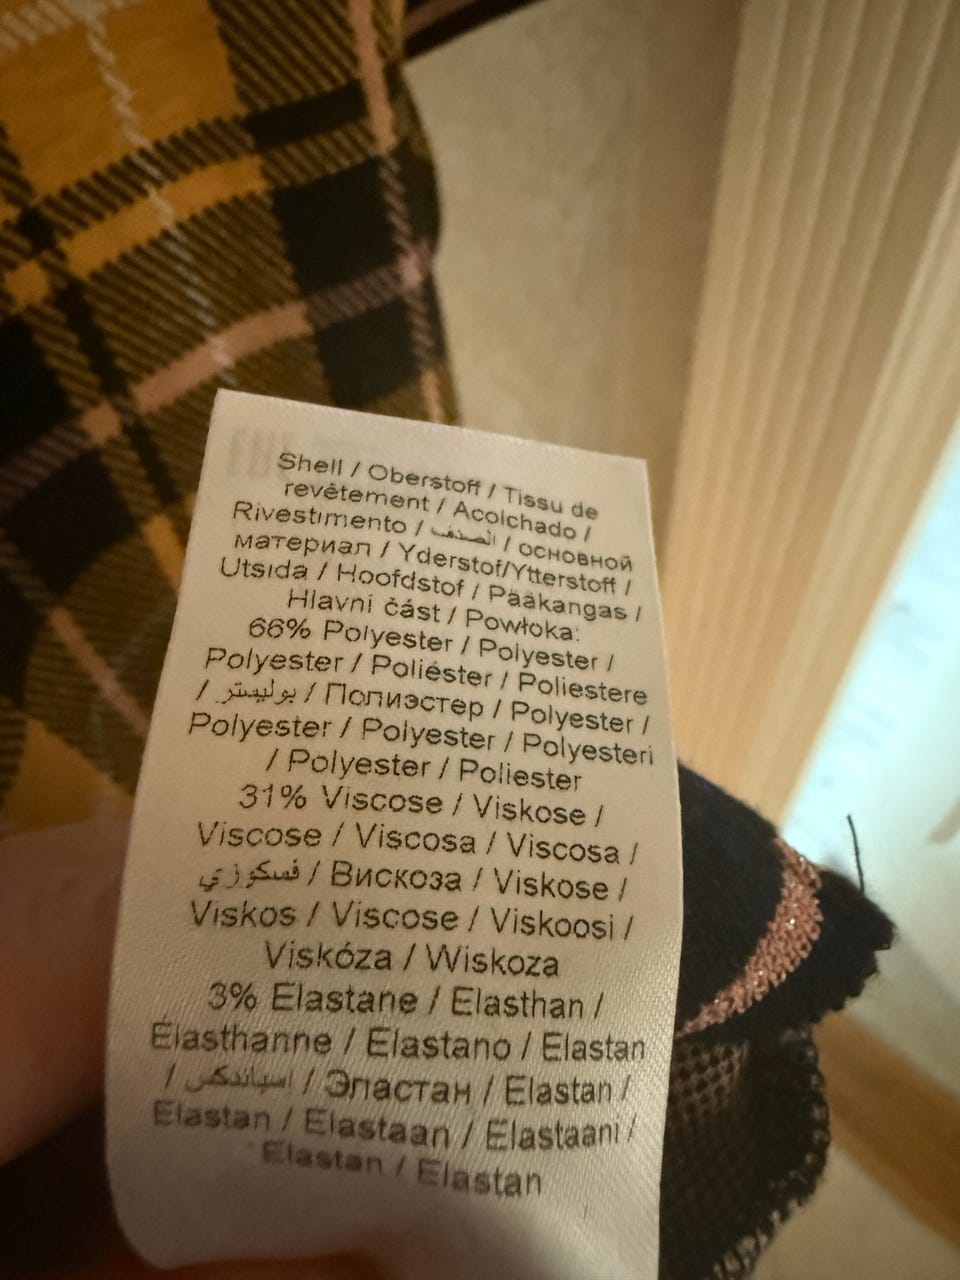 Shell / Oberstoff / Tissu de
revêtement / Acolchado /
Rivestimento / الصدف / основной
материал / Yderstof/Ytterstoff /
Utsida / Hoofdstof / Pääkangas /
Hlavní část / Powłoka:
66% Polyester / Polyester /
Polyester / Poliéster / Poliestere
/ بوليستر / Полиэстер / Polyester /
Polyester / Polyester / Polyesteri
/ Polyester / Poliester
31% Viscose / Viskose /
Viscose / Viscosa / Viscosa /
فسكوزي / Вискоза / Viskose /
Viskos / Viscose / Viskoosi /
Viskóza / Wiskoza
3% Elastane / Elasthan /
Élasthanne / Elastano / Elastan
/ اسباندكس / Эластан / Elastan /
Elastan / Elastaan / Elastaani /
Elastan / Elastan